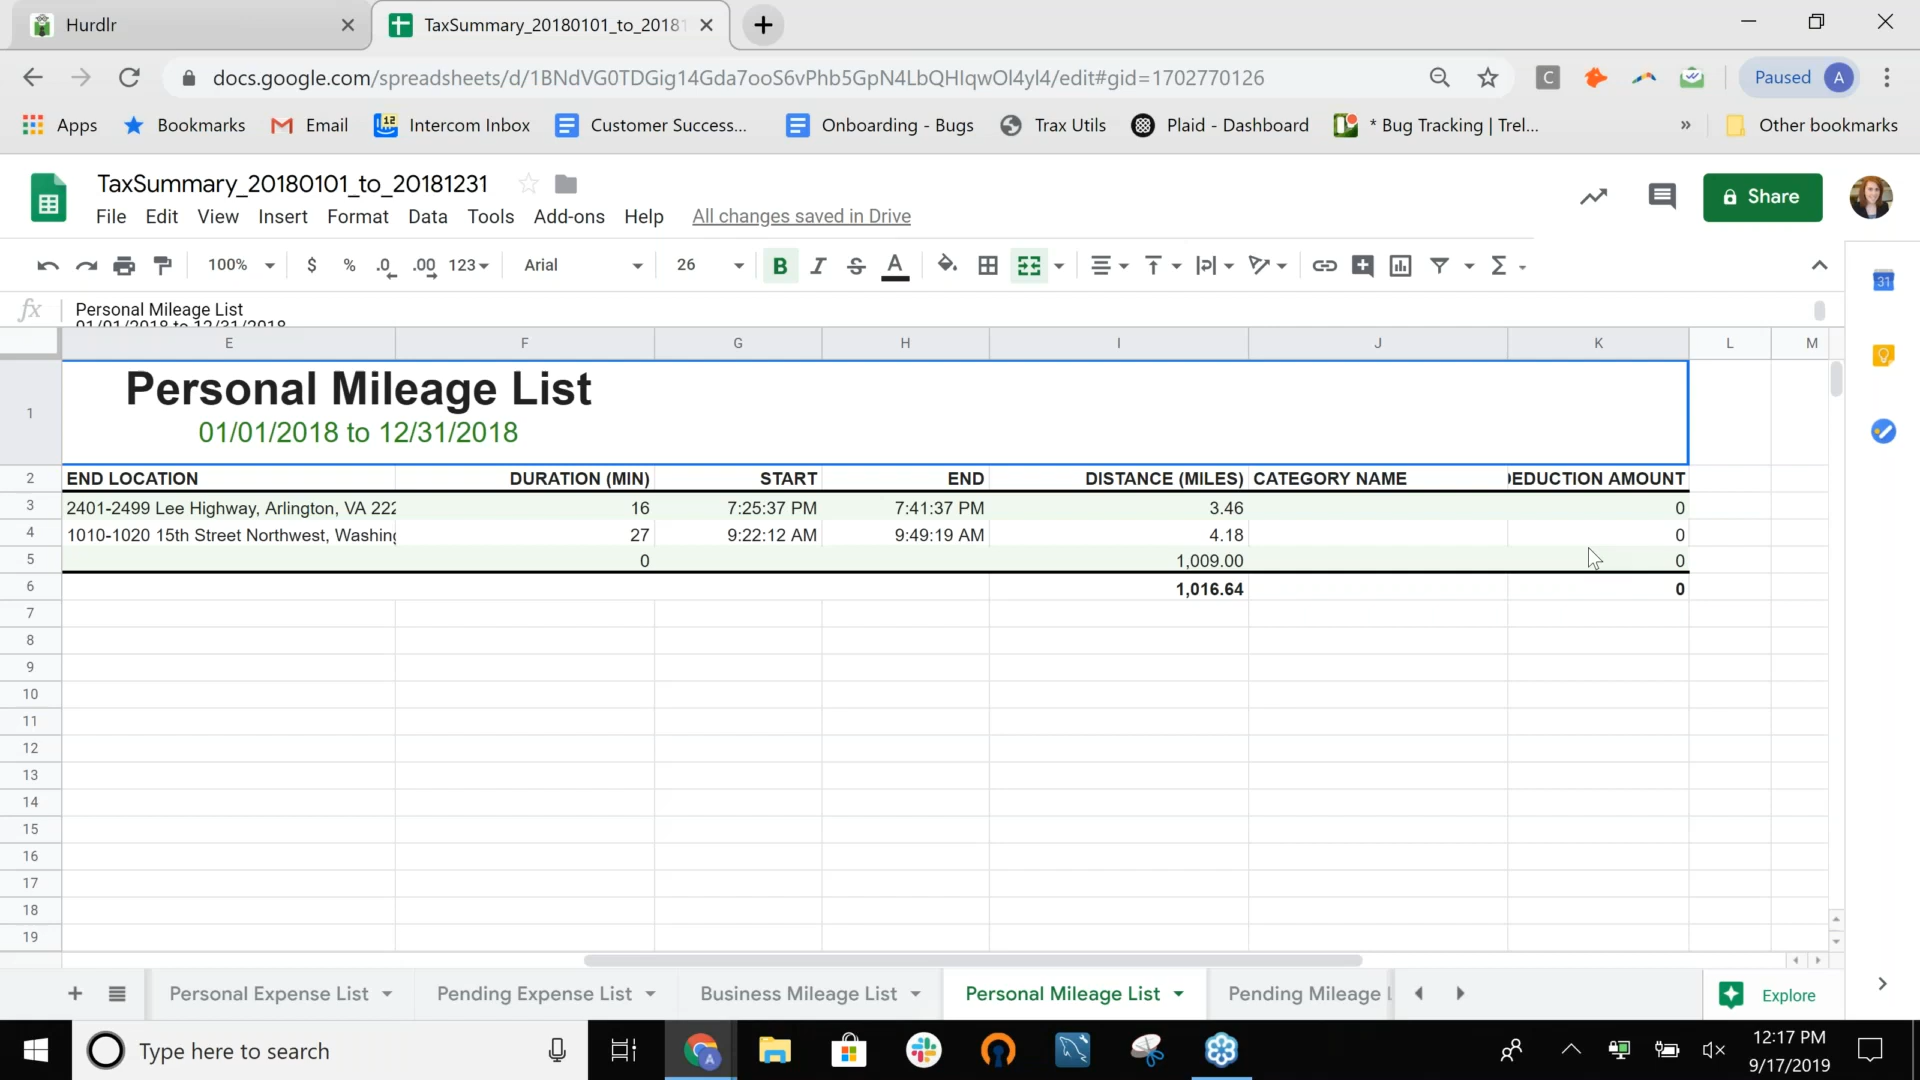 Hurdlr
TaxSummary_20180101_to_2018
docs.google.com/spreadsheets/d/1BNdVG0TDGig14Gda7ooS6vPhb5GpN4LbQHIqwOl4yl4/edit#gid=1702770126
C
Paused A
Apps Bookmarks Email 12 Intercom Inbox Customer Success... Onboarding - Bugs Trax Utils Plaid - Dashboard * Bug Tracking | Trel... » Other bookmarks
TaxSummary_20180101_to_20181231
File Edit View Insert Format Data Tools Add-ons Help All changes saved in Drive
Share
100% $ % .0 .00 123 Arial 26 B I S A Σ
31
fx Personal Mileage List
01/01/2018 to 12/31/2018
E F G H I J K L M
1 Personal Mileage List
01/01/2018 to 12/31/2018
2 END LOCATION DURATION (MIN) START END DISTANCE (MILES) CATEGORY NAME EDUCTION AMOUNT
3 2401-2499 Lee Highway, Arlington, VA 222 16 7:25:37 PM 7:41:37 PM 3.46 0
4 1010-1020 15th Street Northwest, Washing 27 9:22:12 AM 9:49:19 AM 4.18 0
5 0 1,009.00 0
6 1,016.64 0
7
8
9
10
11
12
13
14
15
16
17
18
19
+ Personal Expense List Pending Expense List Business Mileage List Personal Mileage List Pending Mileage Explore
Type here to search
A
12:17 PM
9/17/2019